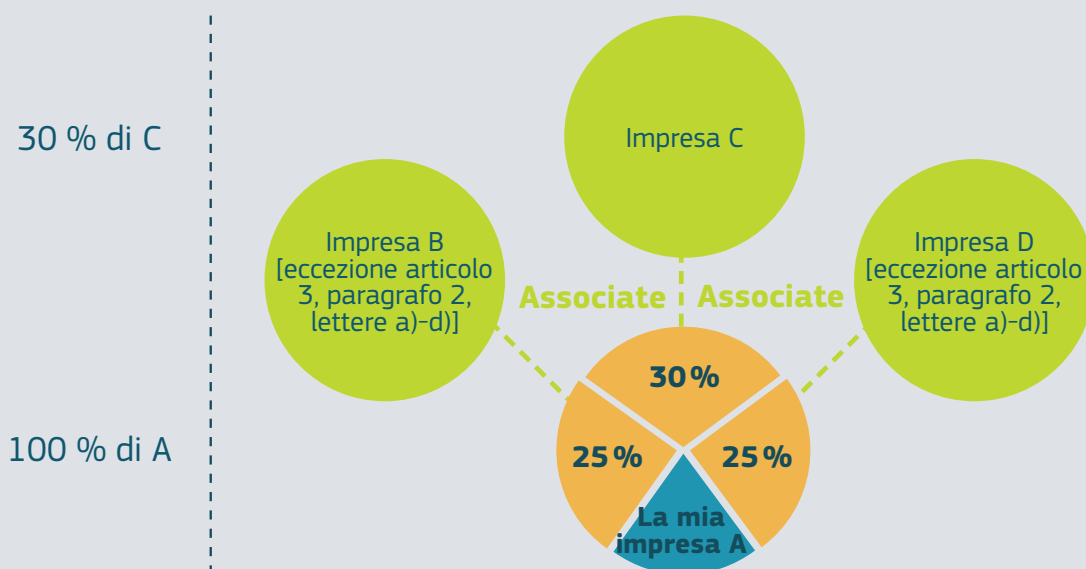 30 % di C
Impresa C
Impresa B
[eccezione articolo
3, paragrafo 2,
lettere a)-d)]
Impresa D
[eccezione articolo
3, paragrafo 2,
lettere a)-d)]
Associate
Associate
30 %
100 % di A
25 %
25 %
La mia
impresa A